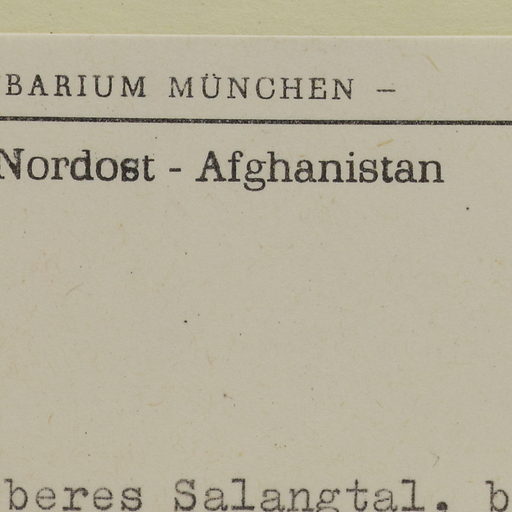 BARIUM MÜNCHEN –
Nordost - Afghanistan
beres Salangtal. b